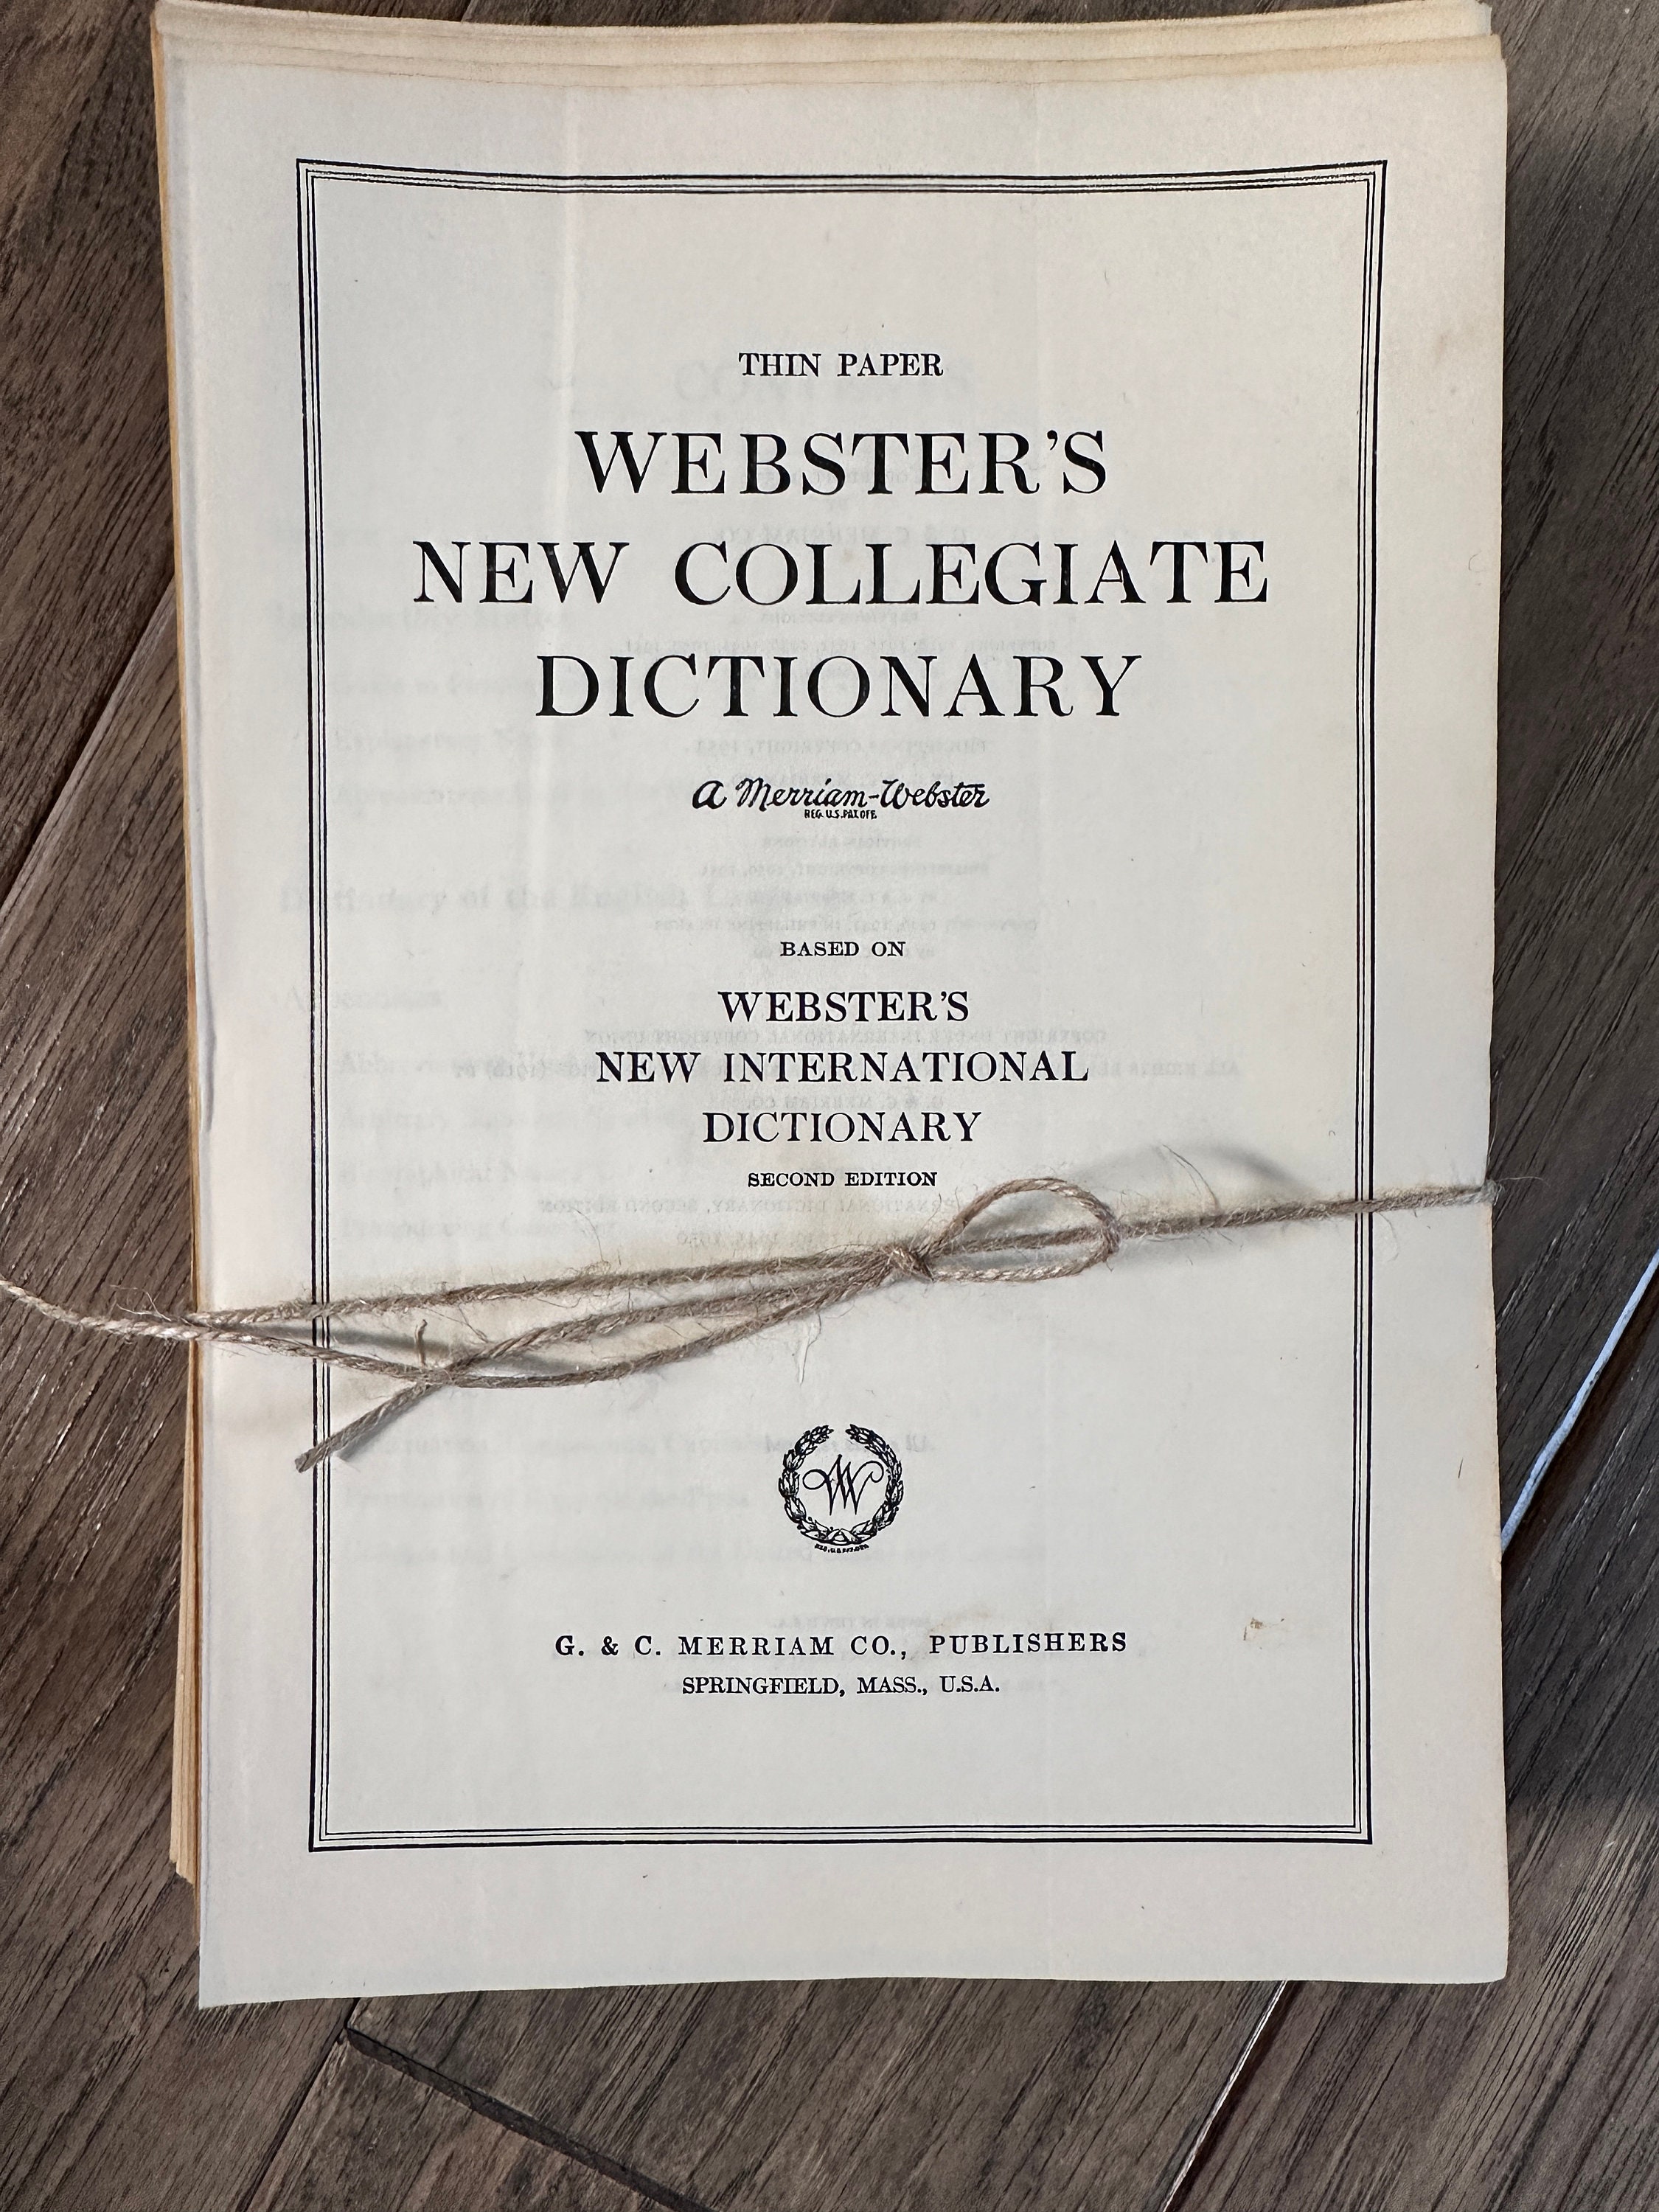 THIN PAPER
WEBSTER'S
NEW COLLEGIATE
DICTIONARY
a Merriam-Webster
REG. U.S. PAT. OFF.
BASED ON
WEBSTER'S
NEW INTERNATIONAL
DICTIONARY
SECOND EDITION
W
G. & C. MERRIAM CO., PUBLISHERS
SPRINGFIELD, MASS., U.S.A.